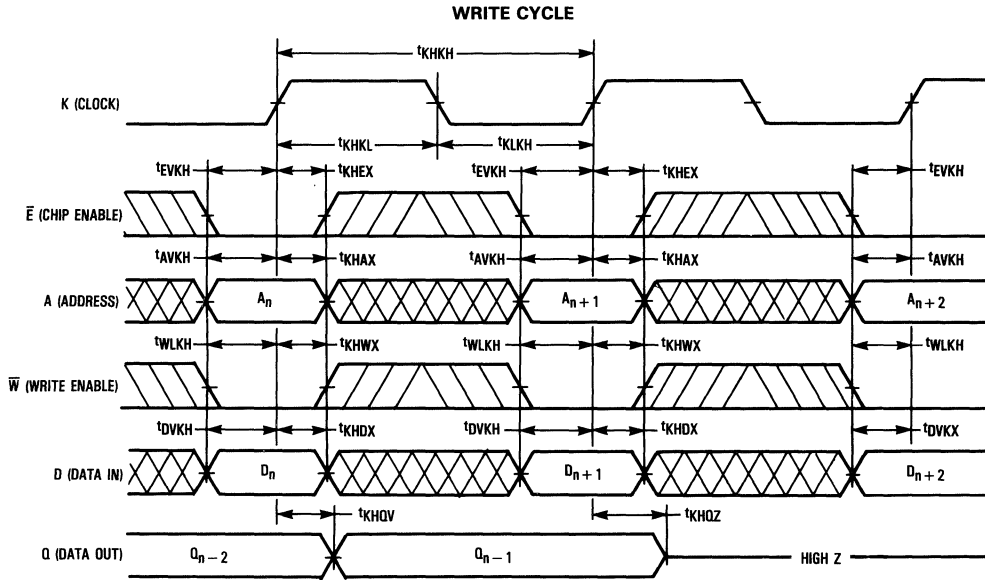 WRITE CYCLE
tKHKH
K (CLOCK)
tKHKL tKLKH
tEVKH tKHEX tEVKH tKHEX tEVKH
E̅ (CHIP ENABLE)
tAVKH tKHAX tAVKH tKHAX tAVKH
A (ADDRESS) An An+1 An+2
tWLKH tKHWX tWLKH tKHWX tWLKH
W̅ (WRITE ENABLE)
tDVKH tKHDX tDVKH tKHDX tDVKX
D (DATA IN) Dn Dn+1 Dn+2
tKHQV tKHQZ
Q (DATA OUT) Qn−2 Qn−1 HIGH Z